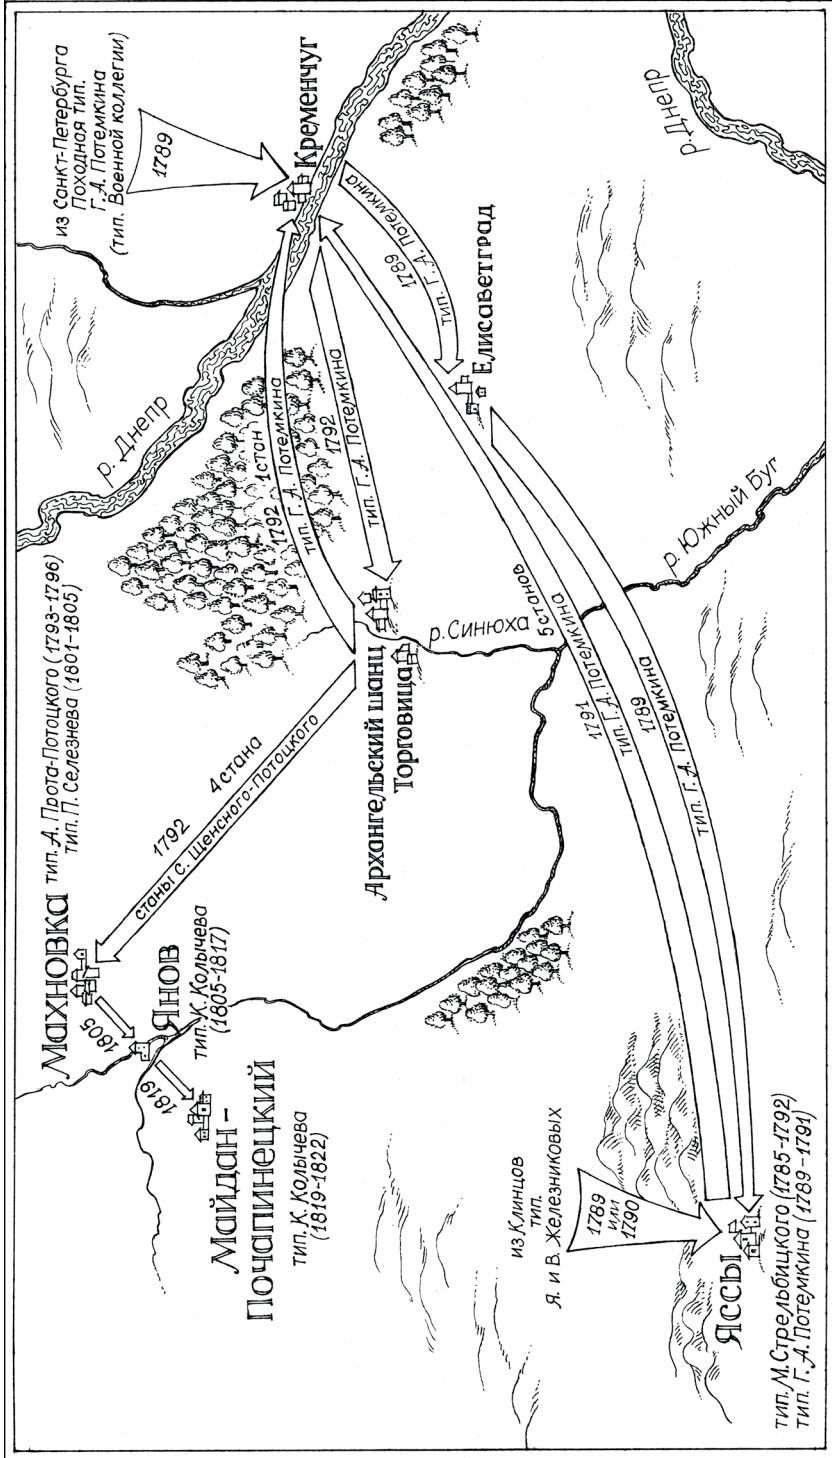 из Санкт-Петербурга
Походная тип.
Г.А. Потемкина
(тип. Военной коллегии)
1789
Кременчуг
р. Днепр
р. Днепр
тип. Г.А. Потемкина
1789
Елисаветград
1792
1 стан
тип. Г.А. Потемкина
1792
тип. Г.А. Потемкина
р. Южный Буг
р. Синюха
Архангельский шанц
Торговица
5 станов
1791
тип. Г.А. Потемкина
1789
тип. Г.А. Потемкина
1792
4 стана
станы С. Щенсного-Потоцкого
Махновка
тип. А. Прота-Потоцкого (1793-1796)
тип. П. Селезнева (1801-1805)
1805
Янов
тип. К. Колычева
(1805-1817)
1819
Майдан -
Почапинецкий
тип. К. Колычева
(1819-1822)
из Клинцов
тип.
Я. и В. Железниковых
1789
или
1790
Яссы
тип. М. Стрельбицкого (1785-1792)
тип. Г. А. Потемкина (1789-1791)